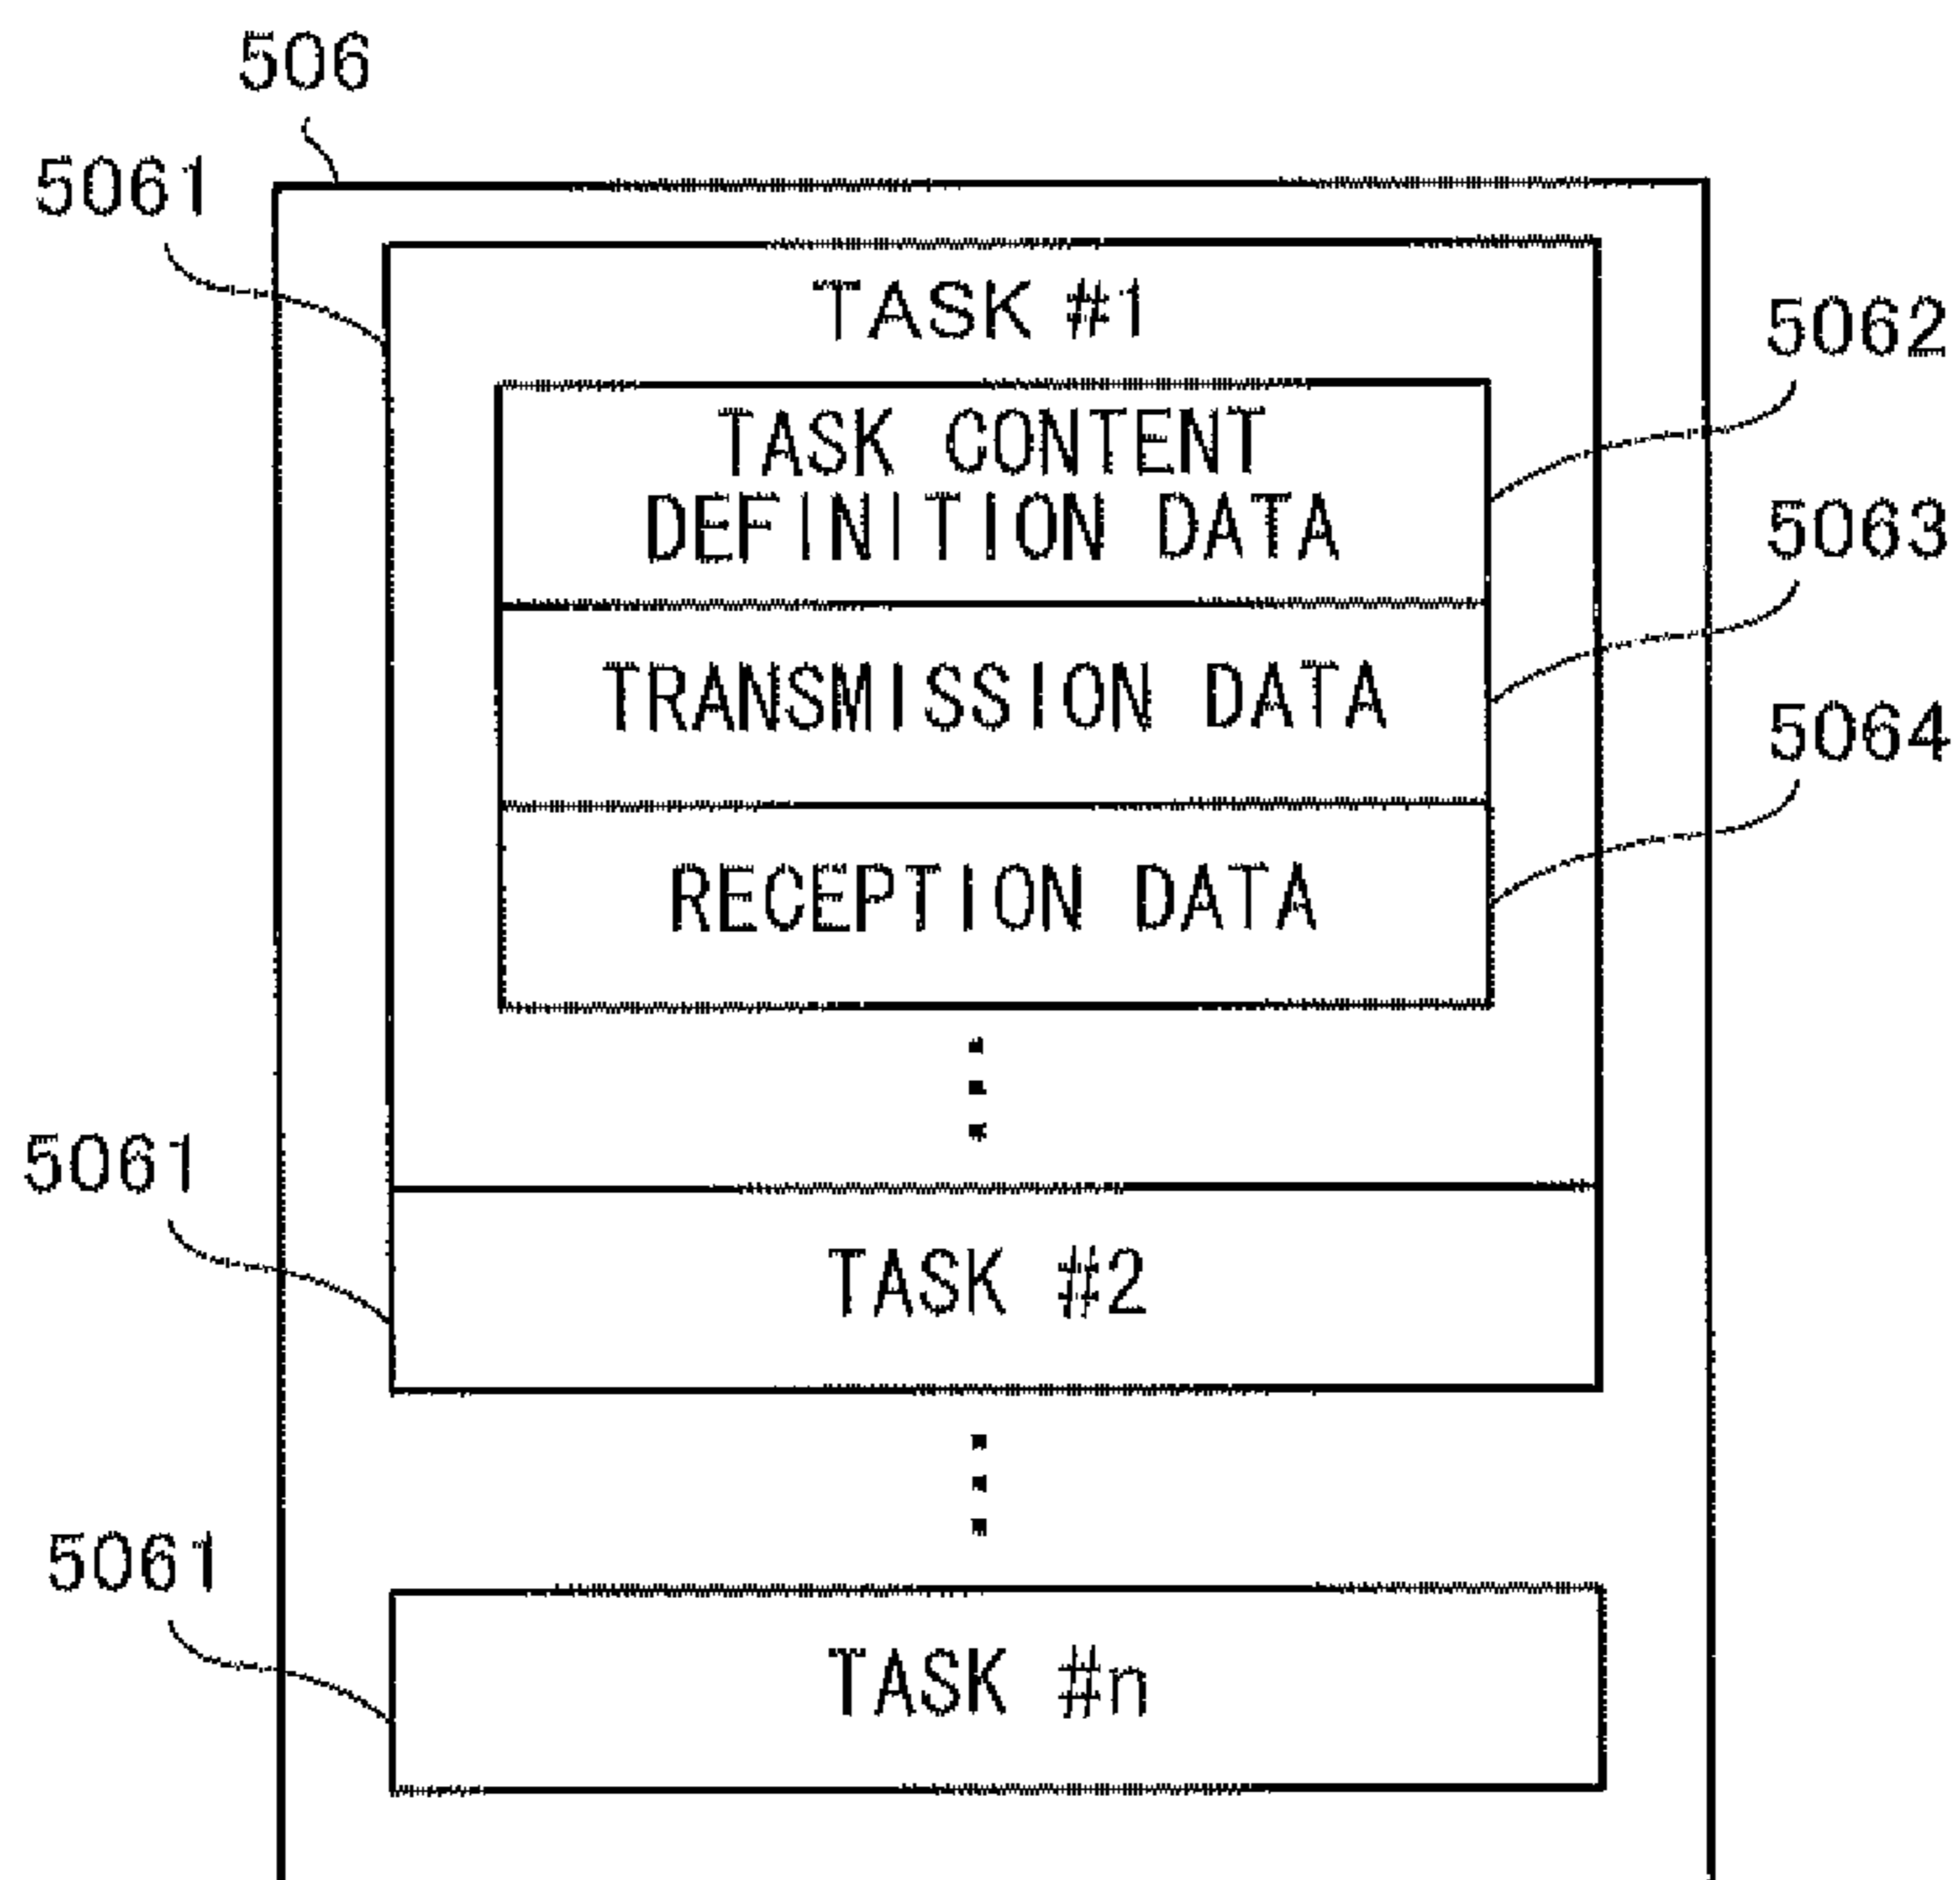 506
5061
TASK #1
5062
TASK CONTENT
DEFINITION DATA
5063
TRANSMISSION DATA
5064
RECEPTION DATA
5061
TASK #2
5061
TASK #n